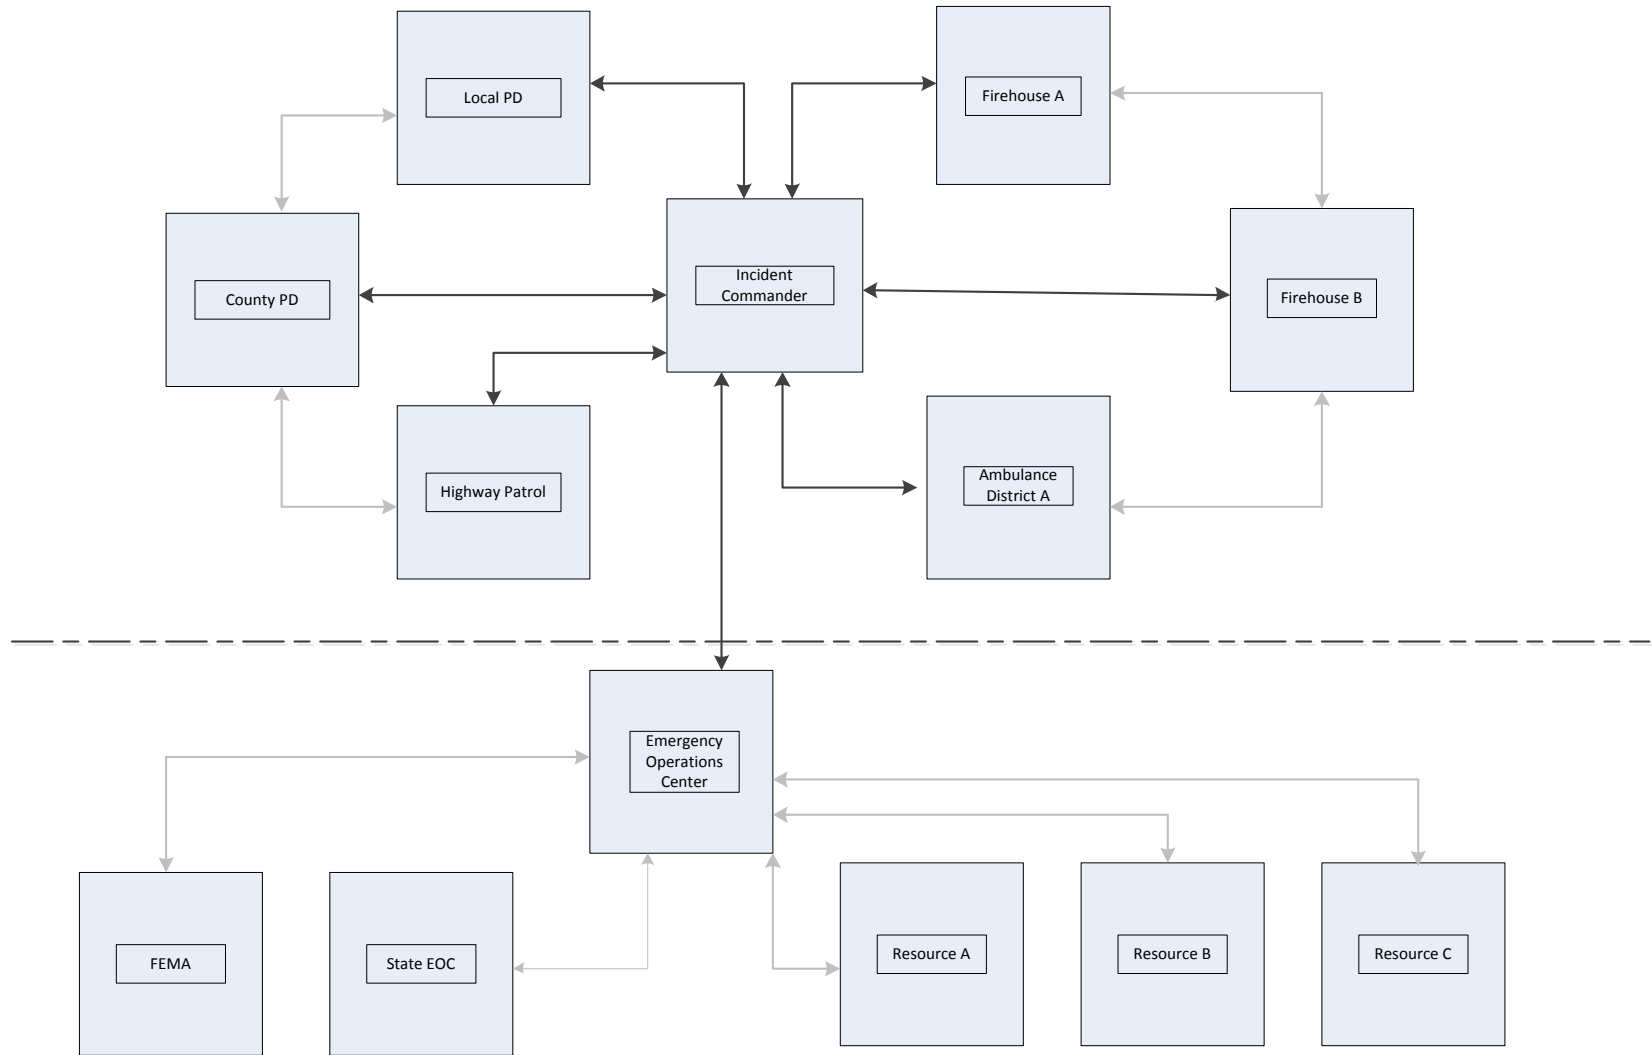 Local PD
Firehouse A
Incident
Commander
County PD
Firehouse B
Highway Patrol
Ambulance
District A
Emergency
Operations
Center
FEMA
State EOC
Resource A
Resource B
Resource C